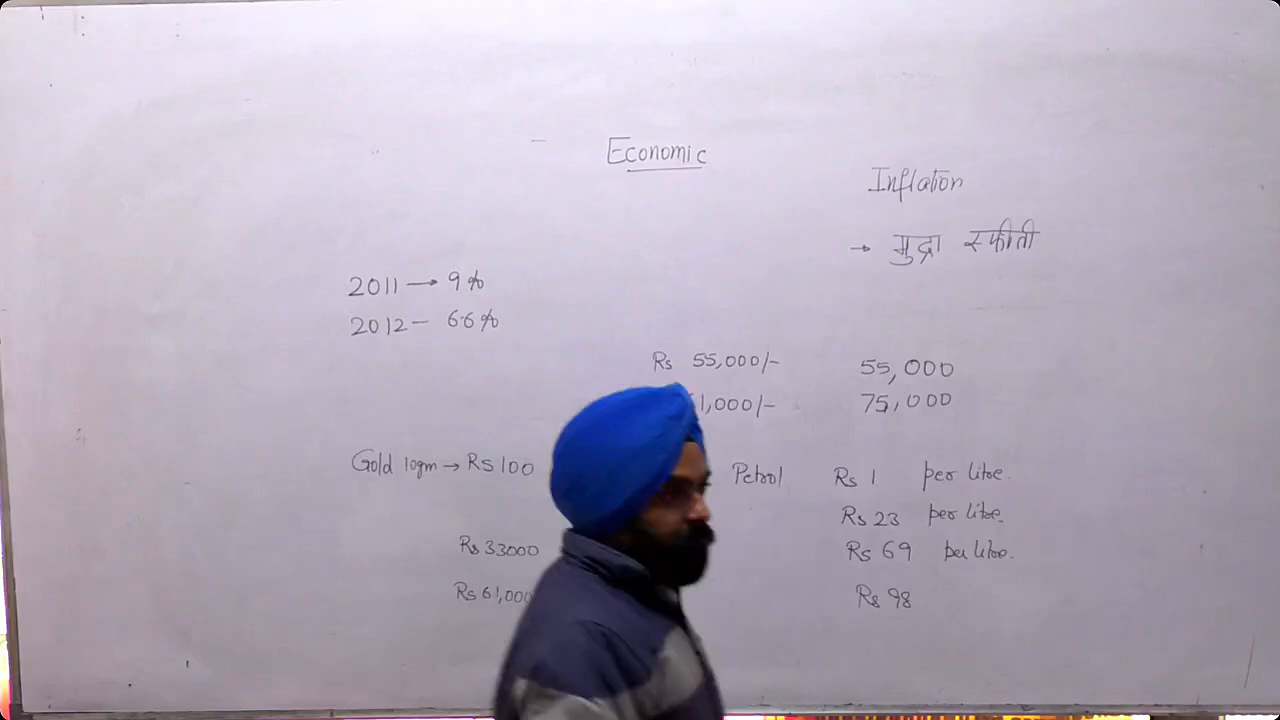 Economic
Inflation
→ मुद्रा स्फीती
2011 → 9%
2012 – 6.6%
Rs 55,000/- 55,000
1,000/- 75,000
Gold 10gm → Rs 100 Petrol Rs 1 per litre.
Rs 23 per litre.
Rs 33000 Rs 69 per litre.
Rs 61,000 Rs 98